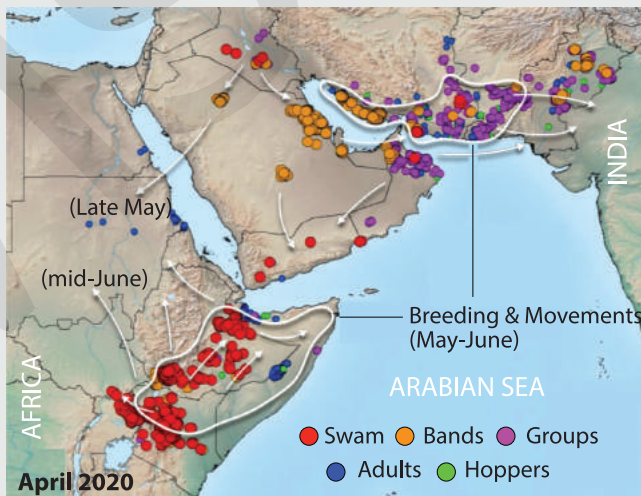 (Late May)
(mid-June)
INDIA
Breeding & Movements
(May-June)
AFRICA
ARABIAN SEA
Swam
Bands
Groups
Adults
Hoppers
April 2020